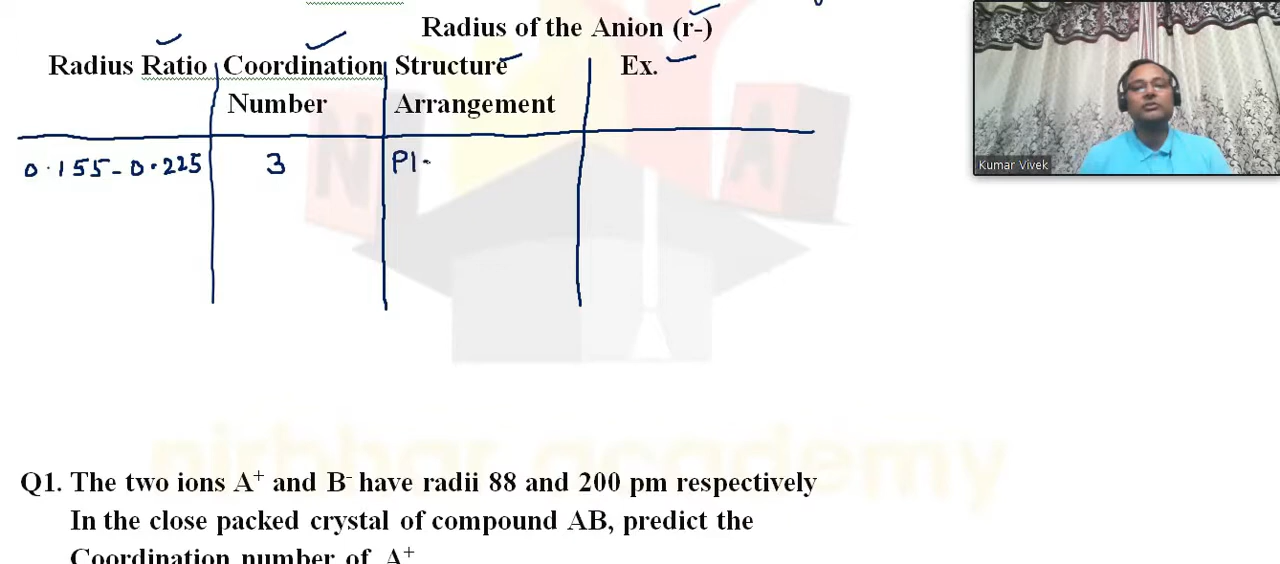 Radius of the Anion (r-)
Radius Ratio Coordination Structure Ex.
Number Arrangement
0.155-0.225 3 Pl.
N A
Kumar Vivek
nirbhar academy
Q1. The two ions A⁺ and B⁻ have radii 88 and 200 pm respectively
In the close packed crystal of compound AB, predict the
Coordination number of A⁺